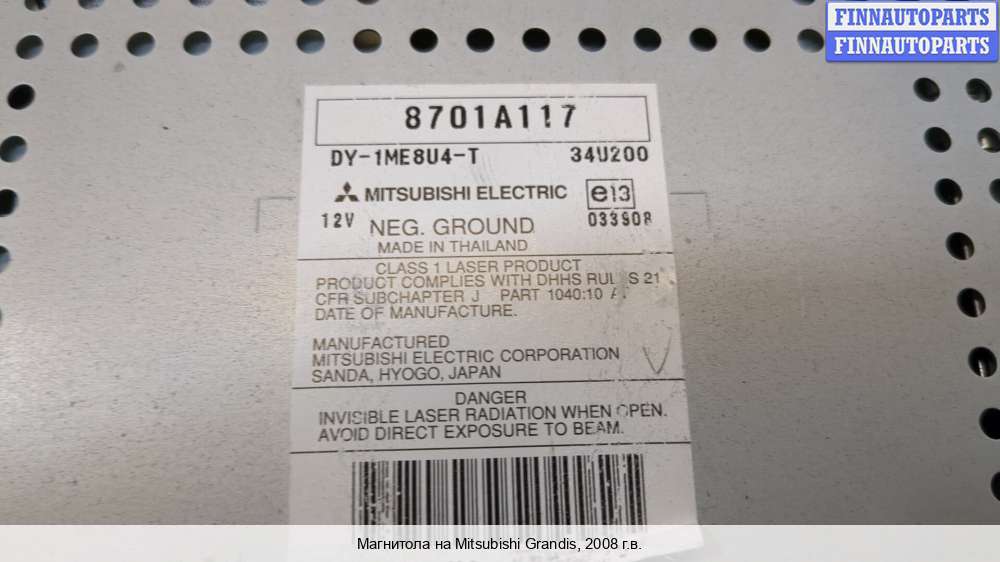 FINNAUTOPARTS
FINNAUTOPARTS
8701A117
DY-1ME8U4-T 34U200
MITSUBISHI ELECTRIC e13
12V NEG. GROUND 033908
MADE IN THAILAND
CLASS 1 LASER PRODUCT
PRODUCT COMPLIES WITH DHHS 21
CFR SUBCHAPTER J PART 1040:10
DATE OF MANUFACTURE.
MANUFACTURED
MITSUBISHI ELECTRIC CORPORATION
SANDA, HYOGO, JAPAN
DANGER
INVISIBLE LASER RADIATION WHEN OPEN.
AVOID DIRECT EXPOSURE TO BEAM.
Магнитола на Mitsubishi Grandis, 2008 г.в.